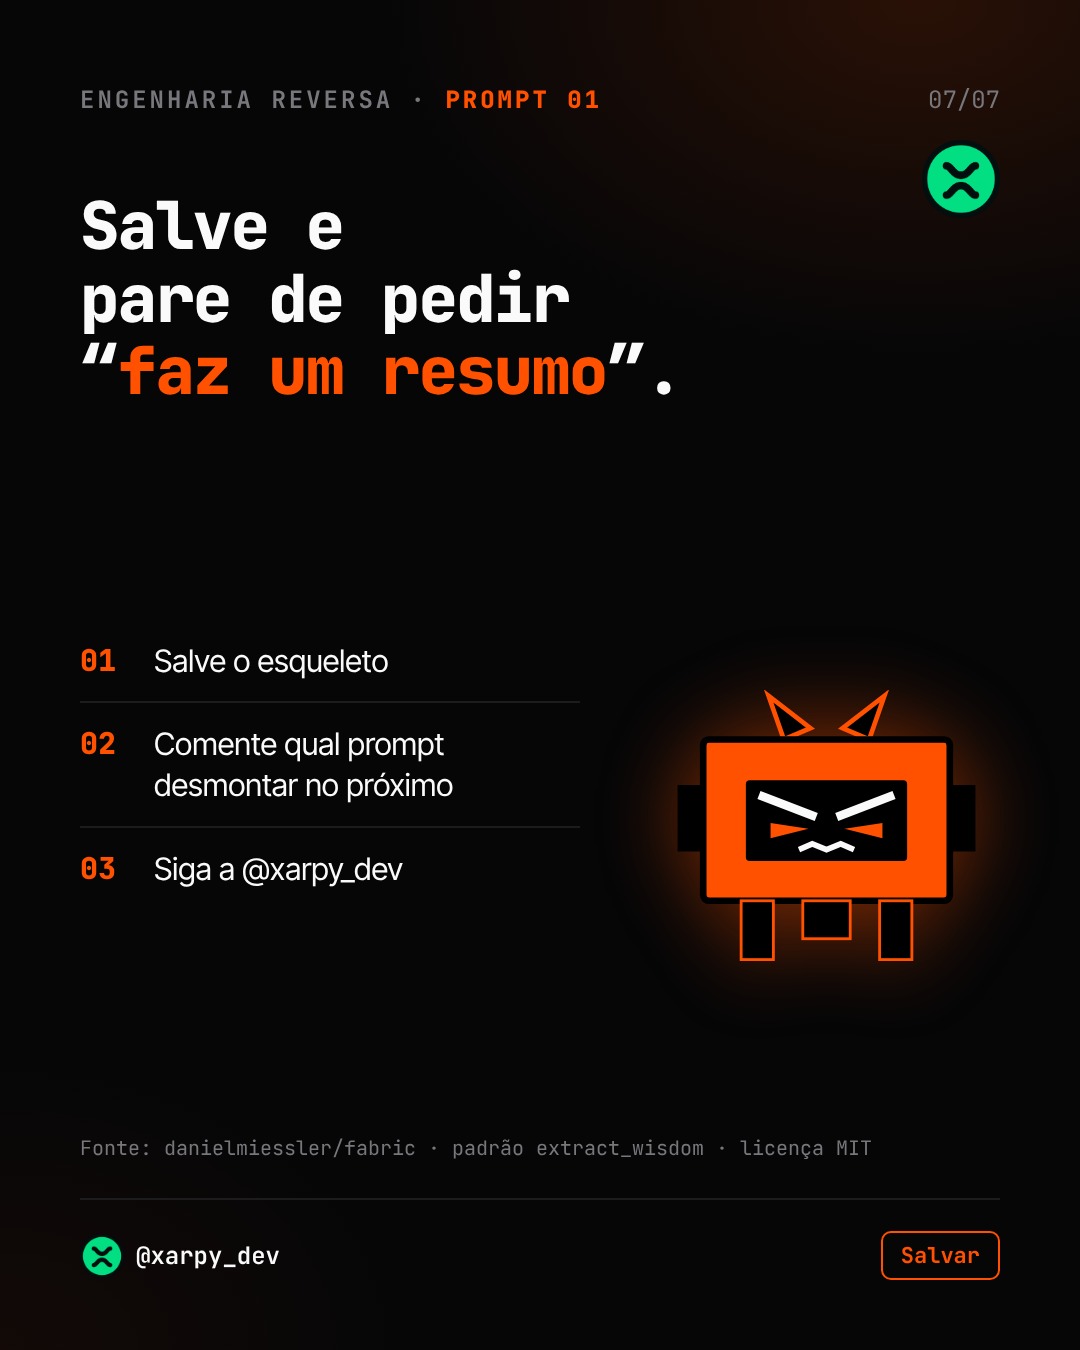 ENGENHARIA REVERSA · PROMPT 01
07/07
Salve e
pare de pedir
“faz um resumo”.
01 Salve o esqueleto
02 Comente qual prompt
desmontar no próximo
03 Siga a @xarpy_dev
Fonte: danielmiessler/fabric · padrão extract_wisdom · licença MIT
@xarpy_dev
Salvar